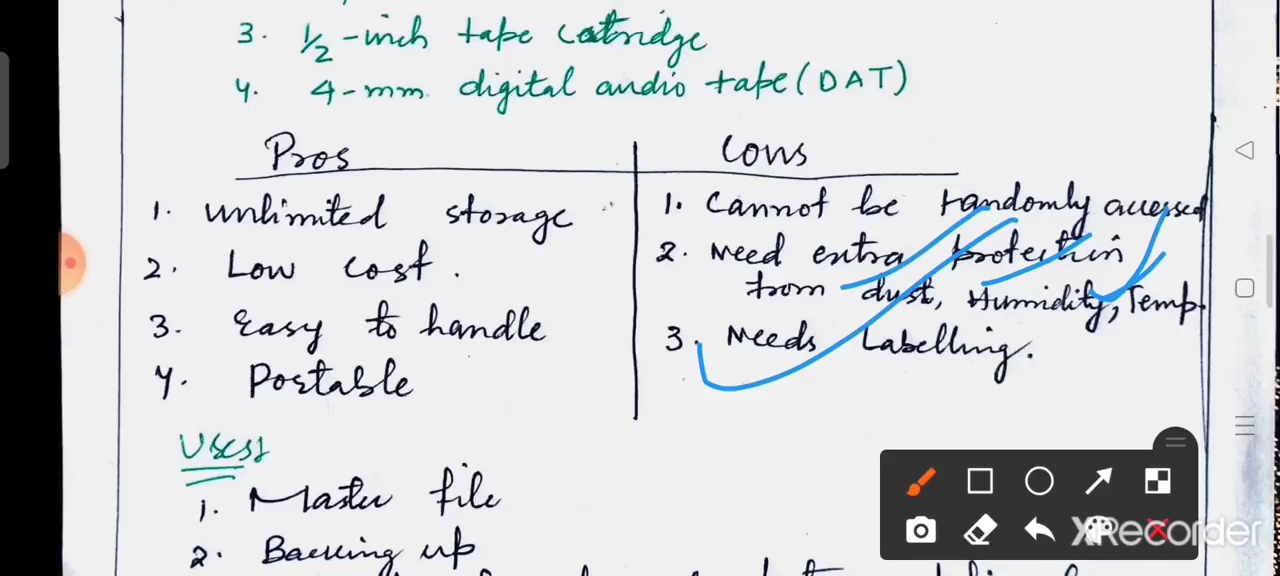 3. 1/2-inch tape catridge
4. 4-mm digital audio tape (DAT)
Pros
1. Unlimited storage
2. Low cost.
3. Easy to handle
4. Portable
Cons
1. Cannot be randomly accessed
2. Need extra protection
from dust, Humidity, Temp.
3. Needs Labelling.
Uses
1. Master file
2. Backing up
XRecorder